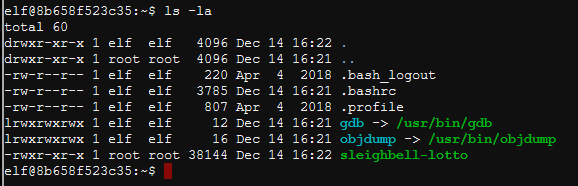 elf@8b658f523c35:~$ ls -la
total 60
drwxr-xr-x 1 elf  elf   4096 Dec 14 16:22 .
drwxr-xr-x 1 root root  4096 Dec 14 16:21 ..
-rw-r--r-- 1 elf  elf    220 Apr  4  2018 .bash_logout
-rw-r--r-- 1 elf  elf   3785 Dec 14 16:21 .bashrc
-rw-r--r-- 1 elf  elf    807 Apr  4  2018 .profile
lrwxrwxrwx 1 elf  elf     12 Dec 14 16:21 gdb -> /usr/bin/gdb
lrwxrwxrwx 1 elf  elf     16 Dec 14 16:21 objdump -> /usr/bin/objdump
-rwxr-xr-x 1 root root 38144 Dec 14 16:22 sleighbell-lotto
elf@8b658f523c35:~$